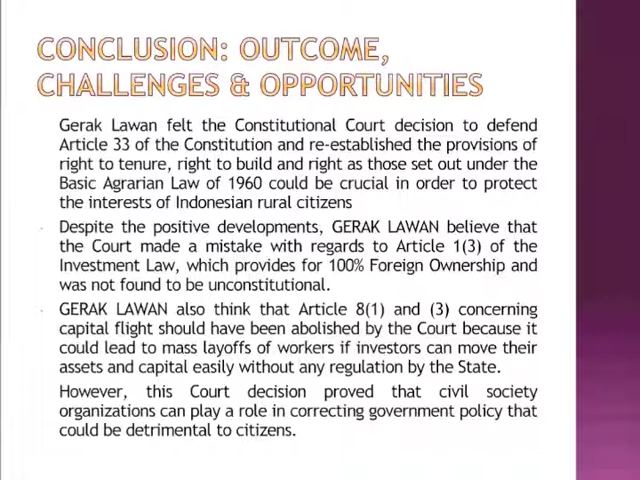 CONCLUSION: OUTCOME,
CHALLENGES & OPPORTUNITIES
Gerak Lawan felt the Constitutional Court decision to defend
Article 33 of the Constitution and re-established the provisions of
right to tenure, right to build and right as those set out under the
Basic Agrarian Law of 1960 could be crucial in order to protect
the interests of Indonesian rural citizens
Despite the positive developments, GERAK LAWAN believe that
the Court made a mistake with regards to Article 1(3) of the
Investment Law, which provides for 100% Foreign Ownership and
was not found to be unconstitutional.
GERAK LAWAN also think that Article 8(1) and (3) concerning
capital flight should have been abolished by the Court because it
could lead to mass layoffs of workers if investors can move their
assets and capital easily without any regulation by the State.
However, this Court decision proved that civil society
organizations can play a role in correcting government policy that
could be detrimental to citizens.